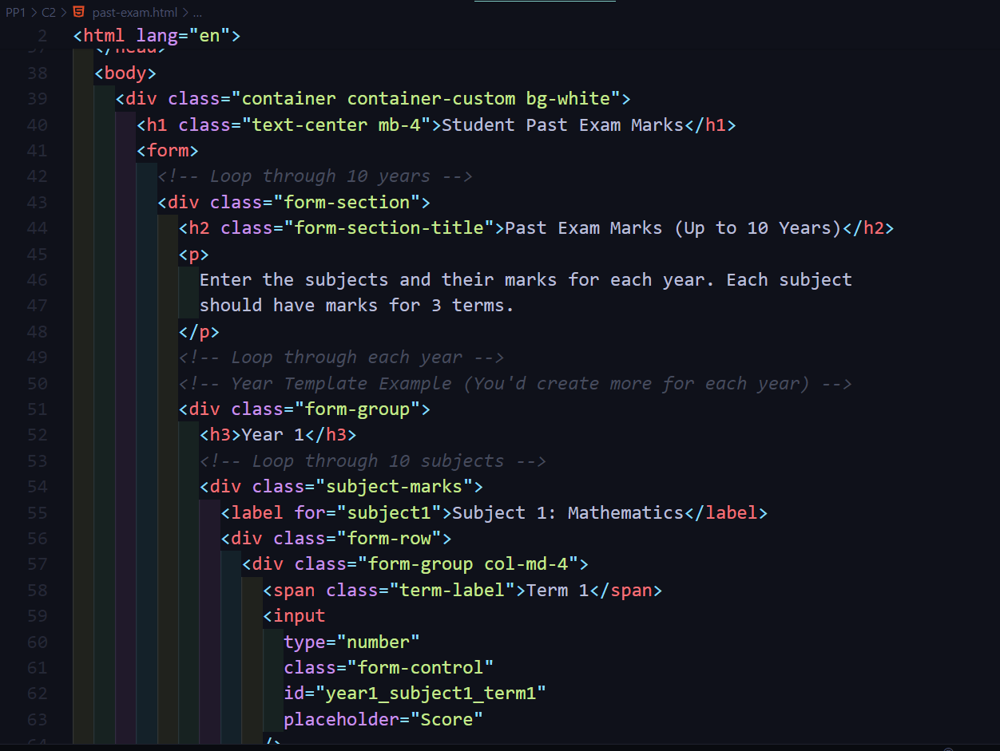 PP1 > C2 > past-exam.html > ...
2 <html lang="en">
37 </head>
38 <body>
39 <div class="container container-custom bg-white">
40 <h1 class="text-center mb-4">Student Past Exam Marks</h1>
41 <form>
42 <!-- Loop through 10 years -->
43 <div class="form-section">
44 <h2 class="form-section-title">Past Exam Marks (Up to 10 Years)</h2>
45 <p>
46 Enter the subjects and their marks for each year. Each subject
47 should have marks for 3 terms.
48 </p>
49 <!-- Loop through each year -->
50 <!-- Year Template Example (You'd create more for each year) -->
51 <div class="form-group">
52 <h3>Year 1</h3>
53 <!-- Loop through 10 subjects -->
54 <div class="subject-marks">
55 <label for="subject1">Subject 1: Mathematics</label>
56 <div class="form-row">
57 <div class="form-group col-md-4">
58 <span class="term-label">Term 1</span>
59 <input
60 type="number"
61 class="form-control"
62 id="year1_subject1_term1"
63 placeholder="Score"
64 />